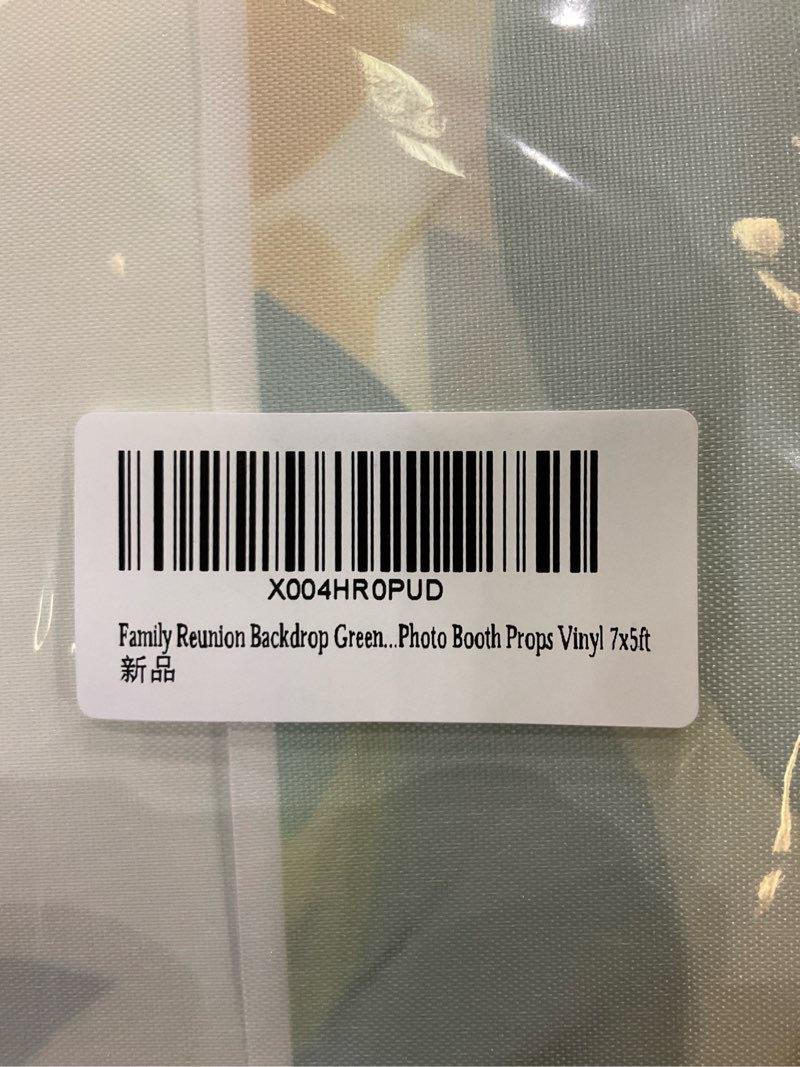 X004HR0PUD
Family Reunion Backdrop Green...Photo Booth Props Vinyl 7x5ft
新品